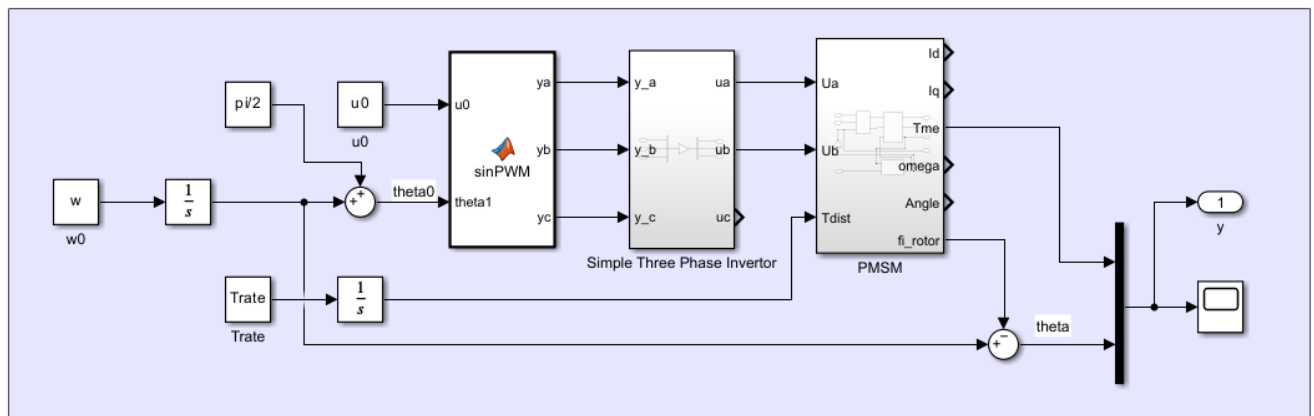 pi/2
u0
u0
w
w0
1
s
theta0
Trate
Trate
1
s
u0
theta1
sinPWM
ya
yb
yc
y_a
y_b
y_c
ua
ub
uc
Simple Three Phase Invertor
Ua
Ub
Tdist
Id
Iq
Tme
omega
Angle
fi_rotor
PMSM
theta
1
y